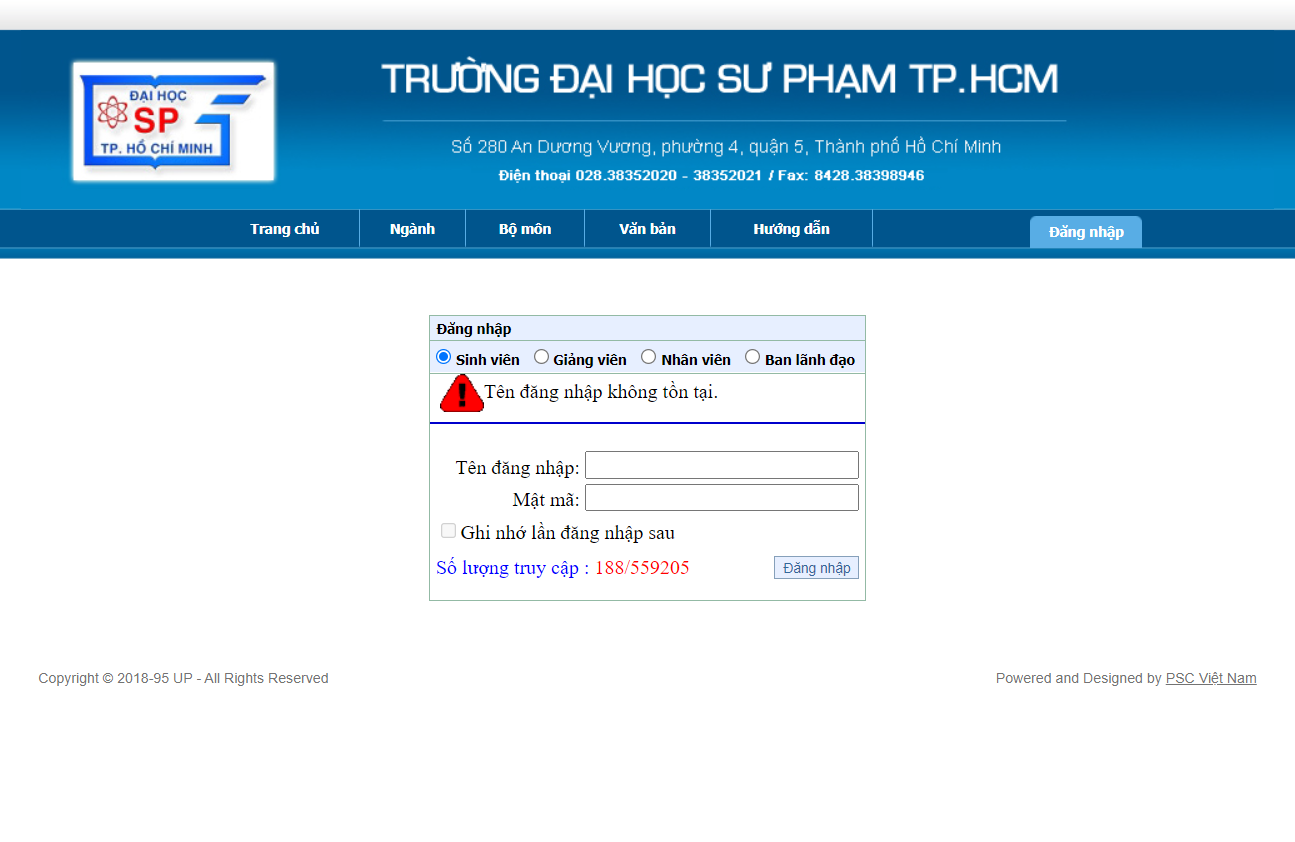 ĐẠI HỌC
SP
TP. HỒ CHÍ MINH
TRƯỜNG ĐẠI HỌC SƯ PHẠM TP.HCM
Số 280 An Dương Vương, phường 4, quận 5, Thành phố Hồ Chí Minh
Điện thoại 028.38352020 - 38352021 / Fax: 8428.38398946
Trang chủ Ngành Bộ môn Văn bản Hướng dẫn Đăng nhập
Đăng nhập
Sinh viên Giảng viên Nhân viên Ban lãnh đạo
Tên đăng nhập không tồn tại.
Tên đăng nhập:
Mật mã:
Ghi nhớ lần đăng nhập sau
Số lượng truy cập : 188/559205 Đăng nhập
Copyright © 2018-95 UP - All Rights Reserved Powered and Designed by PSC Việt Nam